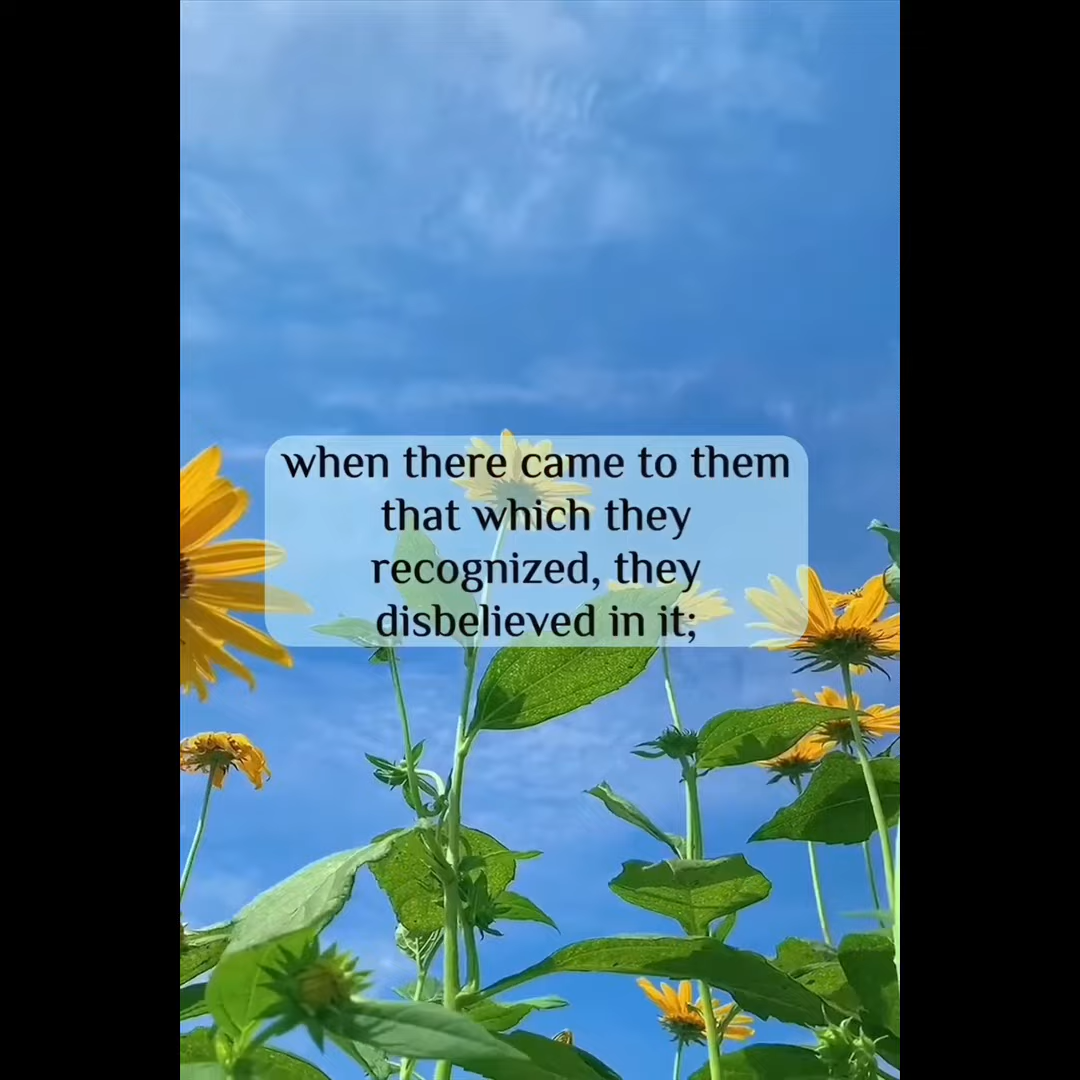 when there came to them
that which they
recognized, they
disbelieved in it;